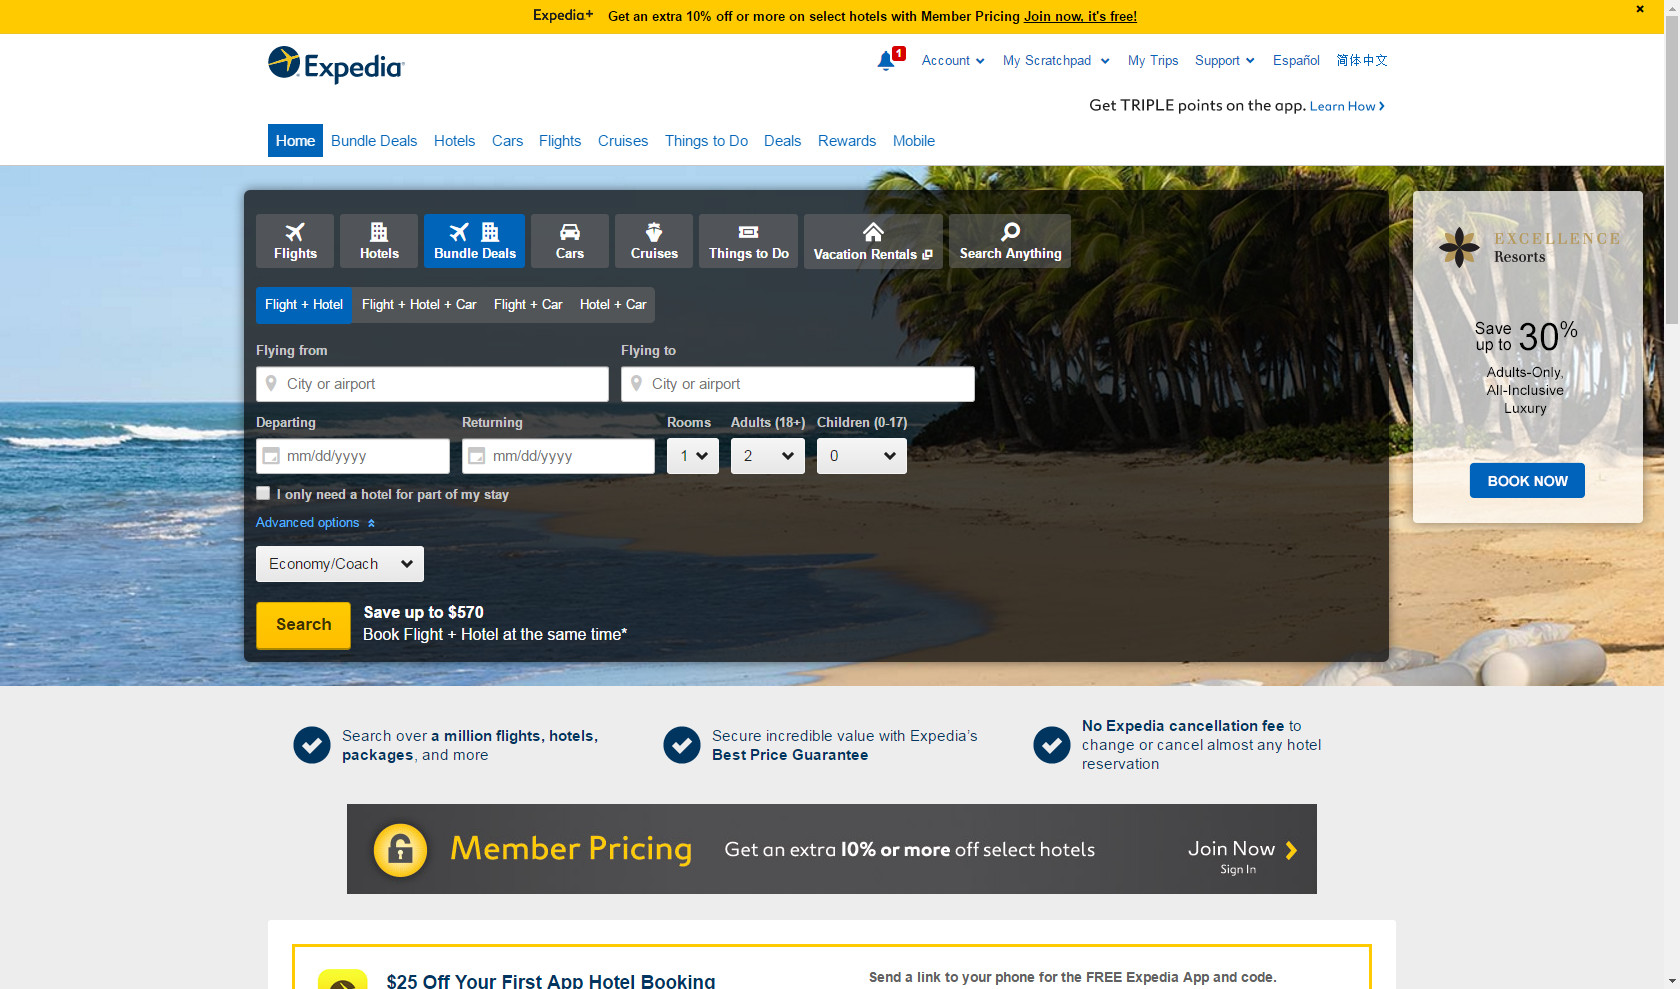 Expedia+ Get an extra 10% off or more on select hotels with Member Pricing Join now, it's free!
Expedia
1 Account My Scratchpad My Trips Support Español 简体中文
Get TRIPLE points on the app. Learn How
Home Bundle Deals Hotels Cars Flights Cruises Things to Do Deals Rewards Mobile
Flights Hotels Bundle Deals Cars Cruises Things to Do Vacation Rentals Search Anything
Flight + Hotel Flight + Hotel + Car Flight + Car Hotel + Car
Flying from Flying to
City or airport City or airport
Departing Returning Rooms Adults (18+) Children (0-17)
mm/dd/yyyy mm/dd/yyyy 1 2 0
I only need a hotel for part of my stay
Advanced options
Economy/Coach
Search
Save up to $570
Book Flight + Hotel at the same time*
EXCELLENCE
Resorts
Save up to 30%
Adults-Only,
All-Inclusive
Luxury
BOOK NOW
Search over a million flights, hotels,
packages, and more
Secure incredible value with Expedia's
Best Price Guarantee
No Expedia cancellation fee to
change or cancel almost any hotel
reservation
Member Pricing Get an extra 10% or more off select hotels Join Now
Sign In
$25 Off Your First App Hotel Booking
Send a link to your phone for the FREE Expedia App and code.